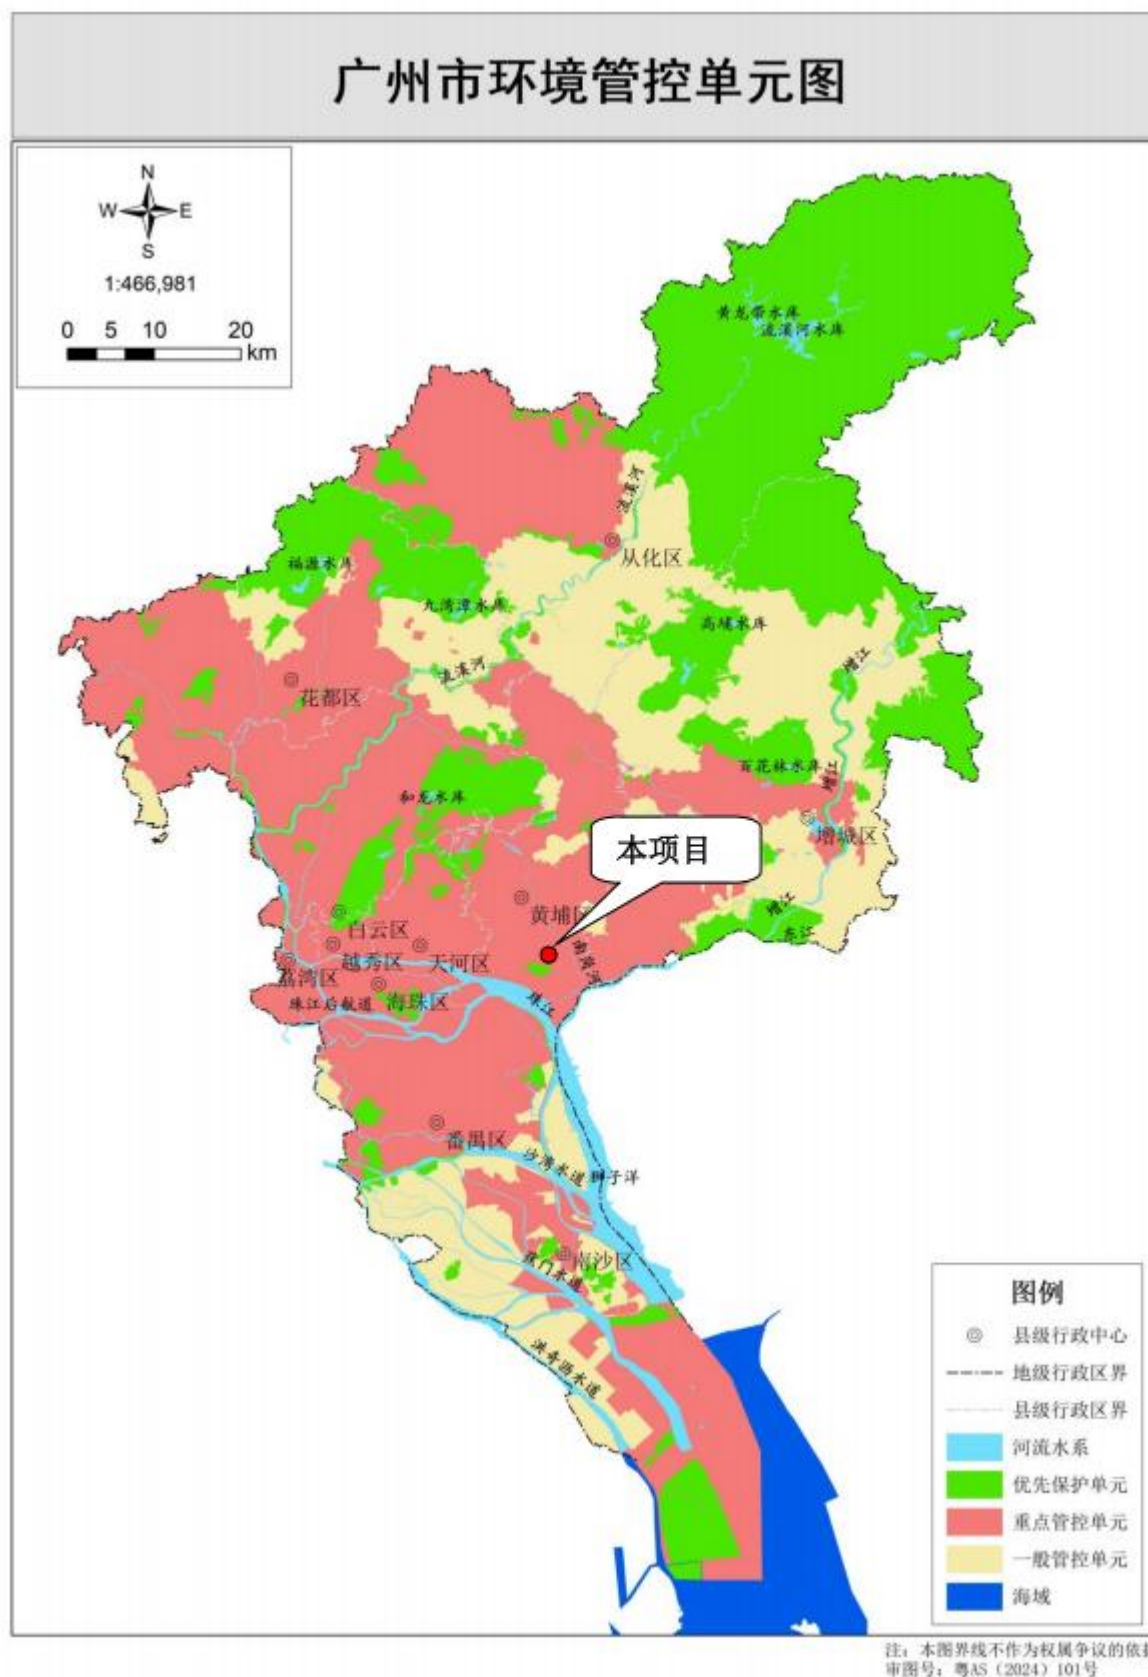 广州市环境管控单元图
N
W E
S
1:466,981
0 5 10 20
km
黄龙带水库
流溪河水库
流溪河
从化区
福源水库
九湾潭水库
高埔水库
增江
流溪河
花都区
百花林水库
增江
和龙水库
增城区
本项目
黄埔区
增江
白云区
东江
越秀区
天河区
南岗河
荔湾区
海珠区
珠江后航道
珠江
番禺区
沙湾水道
狮子洋
南沙区
蕉门水道
洪奇沥水道
图例
县级行政中心
地级行政区界
县级行政区界
河流水系
优先保护单元
重点管控单元
一般管控单元
海域
注：本图界线不作为权属争议的依据
审图号：粤AS（2024）101号